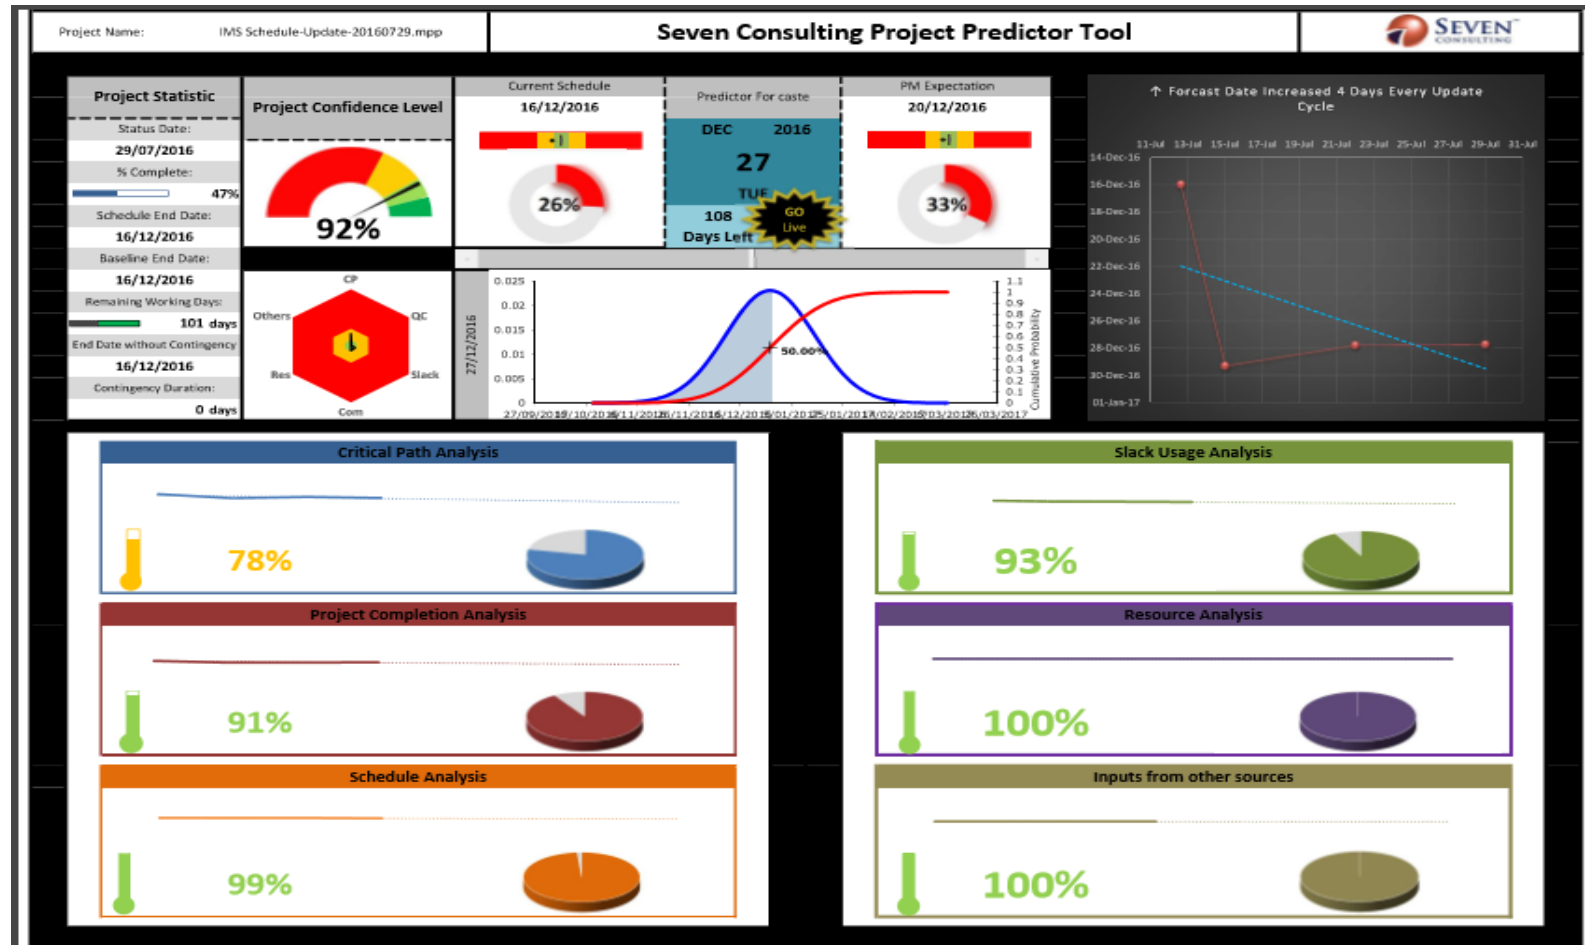 Project Name: IMS Schedule-Update-20160729.mpp
Seven Consulting Project Predictor Tool
SEVEN™
CONSULTING
Project Statistic
Status Date:
29/07/2016
% Complete:
47%
Schedule End Date:
16/12/2016
Baseline End Date:
16/12/2016
Remaining Working Days:
101 days
End Date without Contingency
16/12/2016
Contingency Duration:
0 days
Project Confidence Level
92%
CP
Others
QC
Res
Slack
Com
Current Schedule
16/12/2016
26%
Predictor For caste
DEC 2016
27
TUE
108
Days Left
GO
Live
PM Expectation
20/12/2016
33%
27/12/2016
0.025
0.02
0.015
0.01
0.005
0
50.00%
1.1
1
0.9
0.8
0.7
0.6
0.5
0.4
0.3
0.2
0.1
0
Cumulative Probability
↑ Forcast Date Increased 4 Days Every Update
Cycle
11-Jul 13-Jul 15-Jul 17-Jul 19-Jul 21-Jul 23-Jul 25-Jul 27-Jul 29-Jul 31-Jul
14-Dec-16
16-Dec-16
18-Dec-16
20-Dec-16
22-Dec-16
24-Dec-16
26-Dec-16
28-Dec-16
30-Dec-16
01-Jan-17
Critical Path Analysis
78%
Project Completion Analysis
91%
Schedule Analysis
99%
Slack Usage Analysis
93%
Resource Analysis
100%
Inputs from other sources
100%